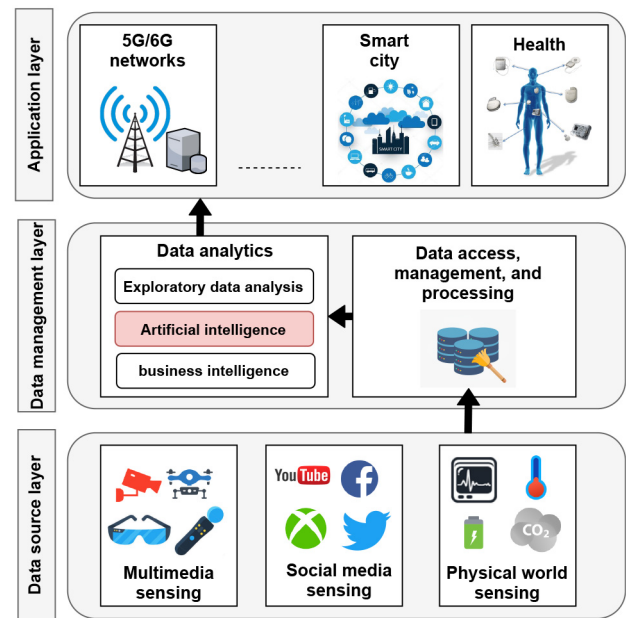 Application layer
5G/6G
networks
Smart
city
SMART CITY
Health
Data management layer
Data analytics
Exploratory data analysis
Artificial intelligence
business intelligence
Data access,
management, and
processing
Data source layer
Multimedia
sensing
YouTube
f
Social media
sensing
CO2
Physical world
sensing